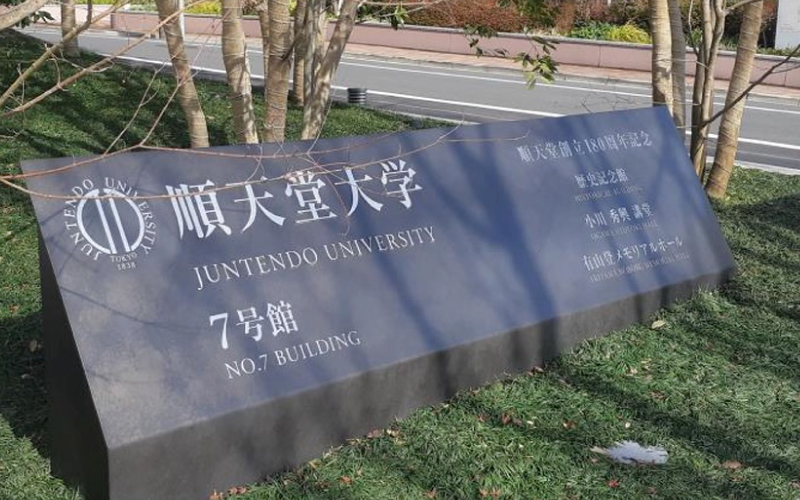 JUNTENDO UNIVERSITY
TOKYO
1838
順天堂大学
JUNTENDO UNIVERSITY
7号館
NO.7 BUILDING
順天堂創立180周年記念
歴史記念館
HISTORICAL BUILDING
小川 秀興 講堂
有山登メモリアルホール